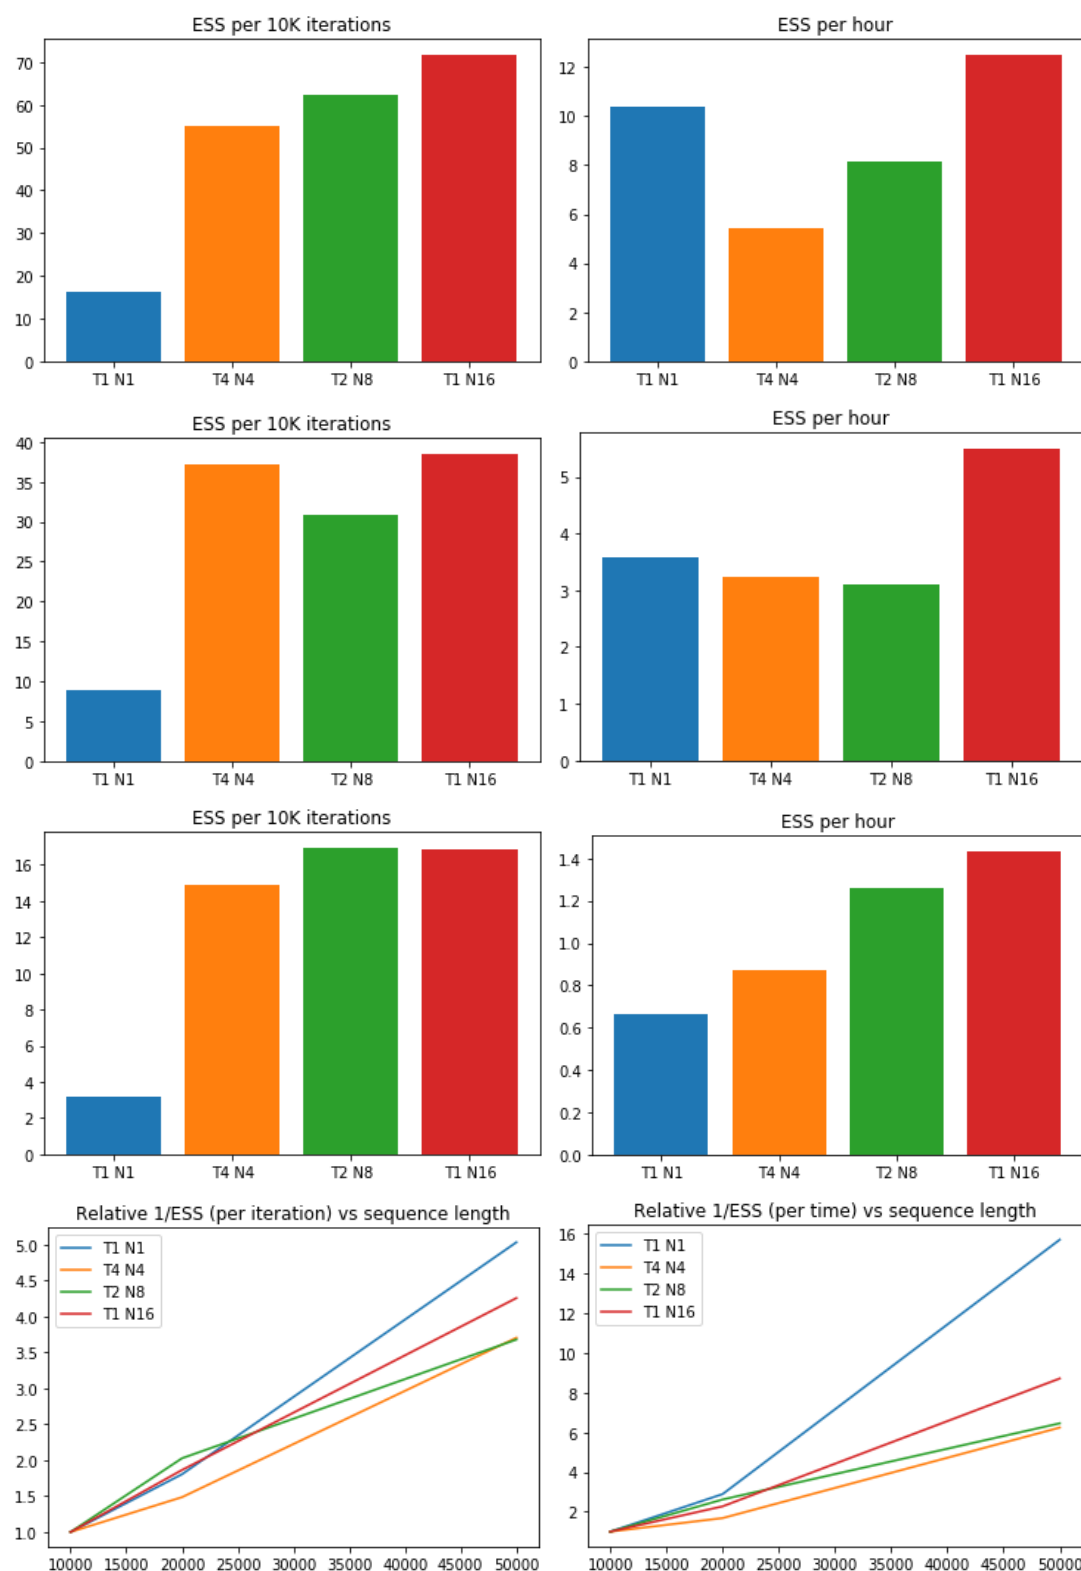 ESS per 10K iterations
70
60
50
40
30
20
10
0
T1 N1 T4 N4 T2 N8 T1 N16
ESS per hour
12
10
8
6
4
2
0
T1 N1 T4 N4 T2 N8 T1 N16
ESS per 10K iterations
40
35
30
25
20
15
10
5
0
T1 N1 T4 N4 T2 N8 T1 N16
ESS per hour
5
4
3
2
1
0
T1 N1 T4 N4 T2 N8 T1 N16
ESS per 10K iterations
16
14
12
10
8
6
4
2
0
T1 N1 T4 N4 T2 N8 T1 N16
ESS per hour
1.4
1.2
1.0
0.8
0.6
0.4
0.2
0.0
T1 N1 T4 N4 T2 N8 T1 N16
Relative 1/ESS (per iteration) vs sequence length
T1 N1
T4 N4
T2 N8
T1 N16
5.0
4.5
4.0
3.5
3.0
2.5
2.0
1.5
1.0
10000 15000 20000 25000 30000 35000 40000 45000 50000
Relative 1/ESS (per time) vs sequence length
T1 N1
T4 N4
T2 N8
T1 N16
16
14
12
10
8
6
4
2
10000 15000 20000 25000 30000 35000 40000 45000 50000